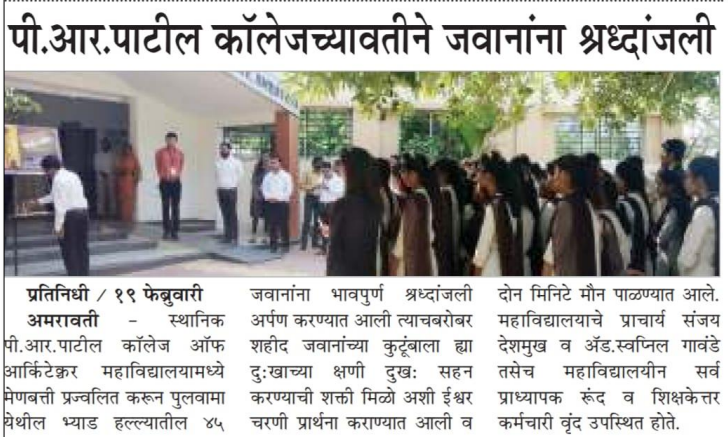 पी.आर.पाटील कॉलेजच्यावतीने जवानांना श्रध्दांजली
प्रतिनिधी / १९ फेब्रुवारी
अमरावती - स्थानिक
पी.आर.पाटील कॉलेज ऑफ
आर्किटेक्चर महाविद्यालयामध्ये
मेणबत्ती प्रज्वलित करून पुलवामा
येथील भ्याड हल्ल्यातील ४५
जवानांना भावपुर्ण श्रध्दांजली
अर्पण करण्यात आली त्याचबरोबर
शहीद जवानांच्या कुटूंबाला ह्या
दु:खाच्या क्षणी दुख: सहन
करण्याची शक्ती मिळो अशी ईश्वर
चरणी प्रार्थना कराण्यात आली व
दोन मिनिटे मौन पाळण्यात आले.
महाविद्यालयाचे प्राचार्य संजय
देशमुख व ॲड.स्वप्निल गावंडे
तसेच महाविद्यालयीन सर्व
प्राध्यापक रूंद व शिक्षकेत्तर
कर्मचारी वृंद उपस्थित होते.